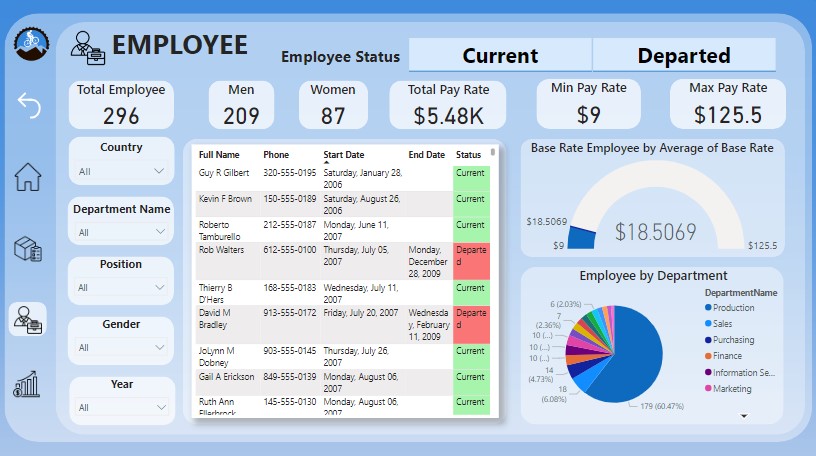 EMPLOYEE
Employee Status
Current
Departed
Total Employee
296
Men
209
Women
87
Total Pay Rate
$5.48K
Min Pay Rate
$9
Max Pay Rate
$125.5
Country
All
Department Name
All
Position
All
Gender
All
Year
All
Full Name Phone Start Date End Date Status
Guy R Gilbert 320-555-0195 Saturday, January 28, Current
2006
Kevin F Brown 150-555-0189 Saturday, August 26, Current
2006
Roberto 212-555-0187 Monday, June 11, Current
Tamburello 2007
Rob Walters 612-555-0100 Thursday, July 05, Monday, Departe
2007 December d
28, 2009
Thierry B 168-555-0183 Wednesday, July 11, Current
D'Hers 2007
David M 913-555-0172 Friday, July 20, 2007 Wednesda Departe
Bradley y, February d
11, 2009
JoLynn M 903-555-0145 Thursday, July 26, Current
Dobney 2007
Gail A Erickson 849-555-0139 Monday, August 06, Current
2007
Ruth Ann 145-555-0130 Monday, August 06, Current
Ellerbrock 2007
Base Rate Employee by Average of Base Rate
$18.5069
$9
$18.5069
$125.5
Employee by Department
6 (2.03%)
7
(2.36%)
10 (...)
10 (...)
10 (...)
14
(4.73%)
18
(6.08%)
179 (60.47%)
DepartmentName
Production
Sales
Purchasing
Finance
Information Se...
Marketing